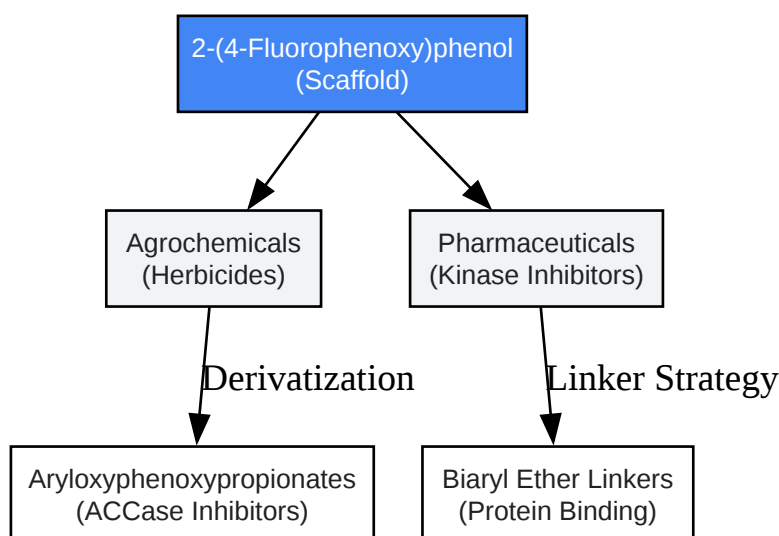 2-(4-Fluorophenoxy)phenol
(Scaffold)
Agrochemicals
(Herbicides)
Pharmaceuticals
(Kinase Inhibitors)
Derivatization
Linker Strategy
Aryloxyphenoxypropionates
(ACCase Inhibitors)
Biaryl Ether Linkers
(Protein Binding)